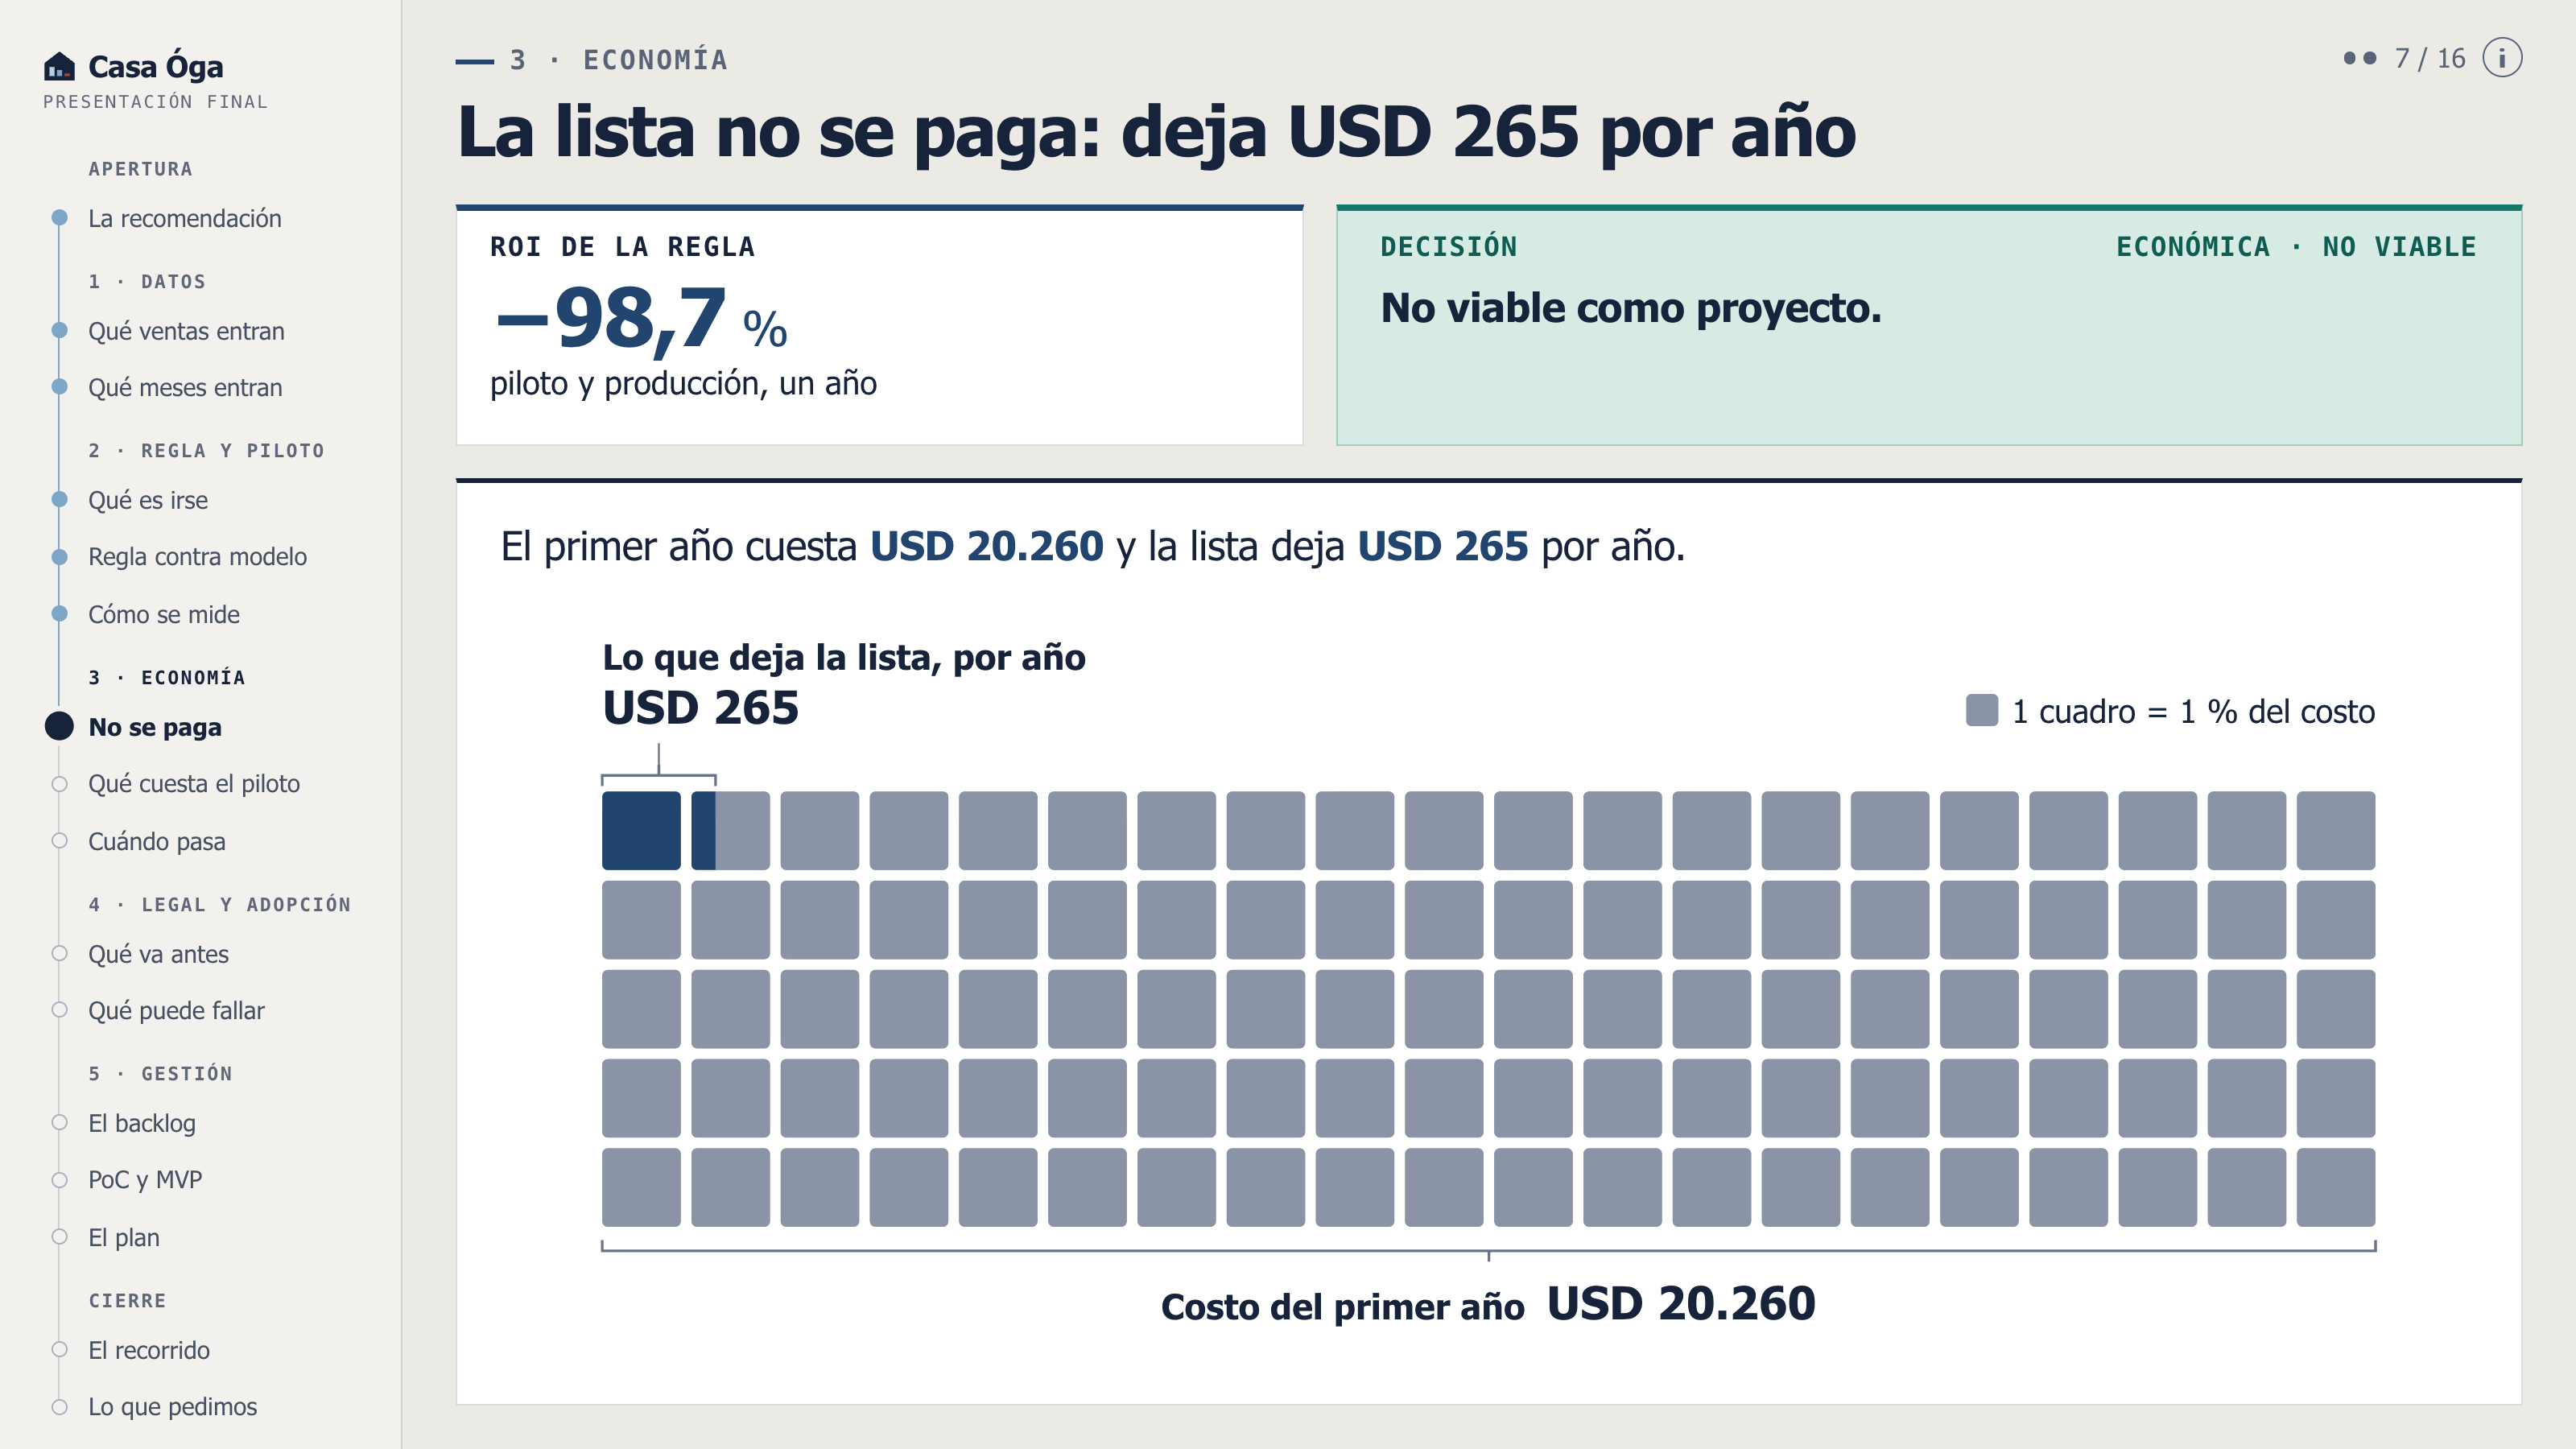 Casa Óga
PRESENTACIÓN FINAL
APERTURA
La recomendación
1 · DATOS
Qué ventas entran
Qué meses entran
2 · REGLA Y PILOTO
Qué es irse
Regla contra modelo
Cómo se mide
3 · ECONOMÍA
No se paga
Qué cuesta el piloto
Cuándo pasa
4 · LEGAL Y ADOPCIÓN
Qué va antes
Qué puede fallar
5 · GESTIÓN
El backlog
PoC y MVP
El plan
CIERRE
El recorrido
Lo que pedimos
3 · ECONOMÍA
7 / 16
i
La lista no se paga: deja USD 265 por año
ROI DE LA REGLA
−98,7 %
piloto y producción, un año
DECISIÓN
ECONÓMICA · NO VIABLE
No viable como proyecto.
El primer año cuesta USD 20.260 y la lista deja USD 265 por año.
Lo que deja la lista, por año
USD 265
1 cuadro = 1 % del costo
Costo del primer año USD 20.260